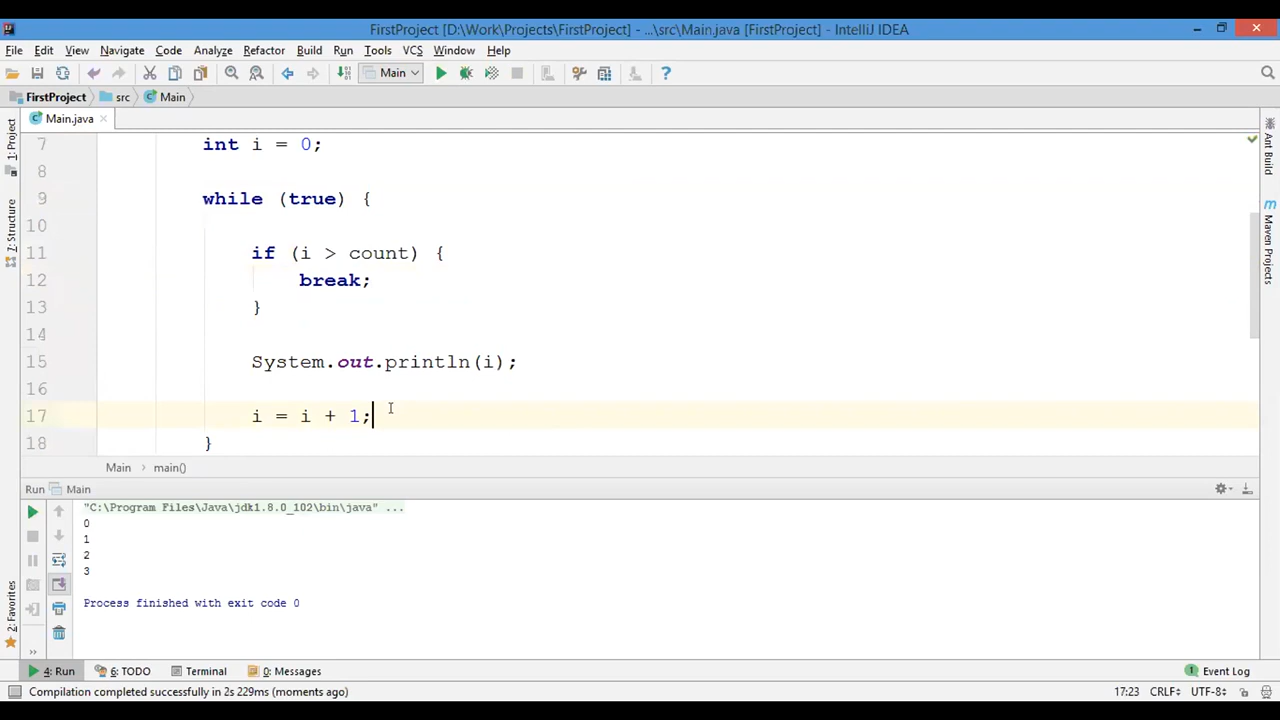 FirstProject [D:\Work\Projects\FirstProject] - ...\src\Main.java [FirstProject] - IntelliJ IDEA
File Edit View Navigate Code Analyze Refactor Build Run Tools VCS Window Help
Main
FirstProject src Main
Main.java
1: Project
7: Structure
2: Favorites
Ant Build
Maven Projects
7 int i = 0;
8
9 while (true) {
10
11 if (i > count) {
12 break;
13 }
14
15 System.out.println(i);
16
17 i = i + 1;
18 }
Main main()
Run Main
"C:\Program Files\Java\jdk1.8.0_102\bin\java" ...
0
1
2
3
Process finished with exit code 0
4: Run 6: TODO Terminal 0: Messages Event Log
Compilation completed successfully in 2s 229ms (moments ago) 17:23 CRLF UTF-8